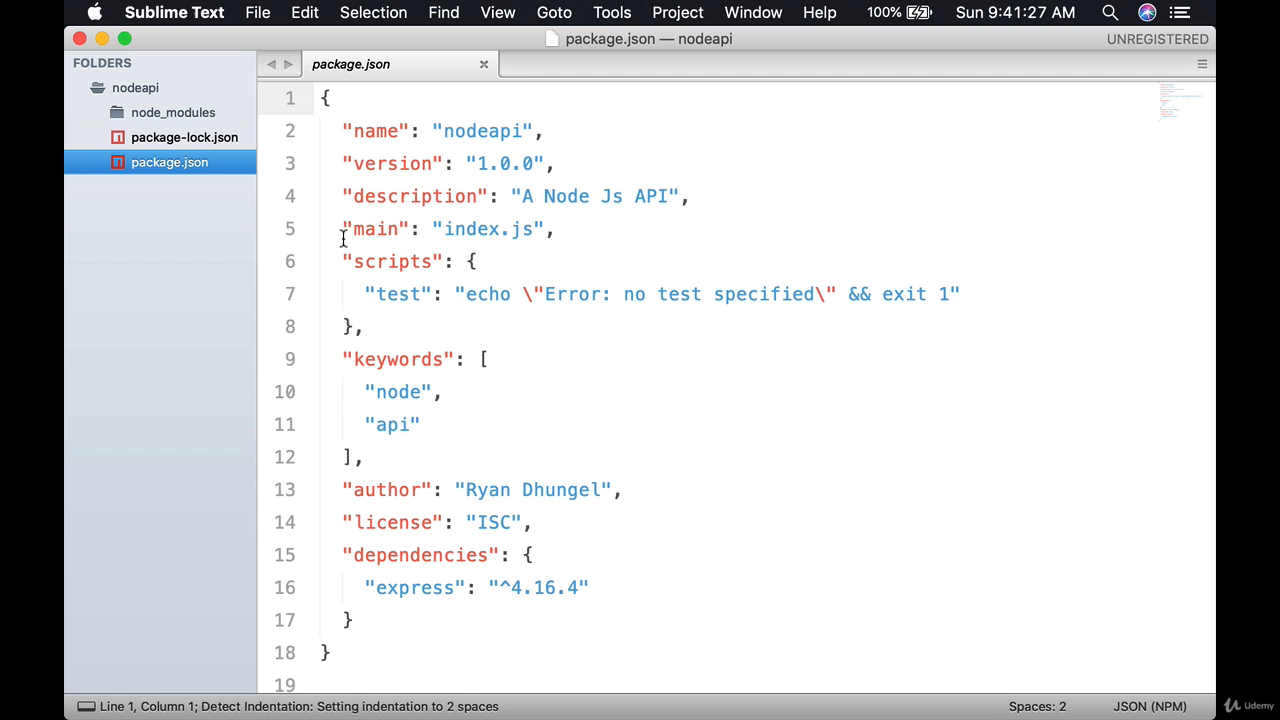 Sublime Text File Edit Selection Find View Goto Tools Project Window Help 100% Sun 9:41:27 AM
package.json — nodeapi UNREGISTERED
FOLDERS
nodeapi
node_modules
package-lock.json
package.json
package.json
1 {
2 "name": "nodeapi",
3 "version": "1.0.0",
4 "description": "A Node Js API",
5 "main": "index.js",
6 "scripts": {
7 "test": "echo \"Error: no test specified\" && exit 1"
8 },
9 "keywords": [
10 "node",
11 "api"
12 ],
13 "author": "Ryan Dhungel",
14 "license": "ISC",
15 "dependencies": {
16 "express": "^4.16.4"
17 }
18 }
19
Line 1, Column 1; Detect Indentation: Setting indentation to 2 spaces Spaces: 2 JSON (NPM)
Udemy